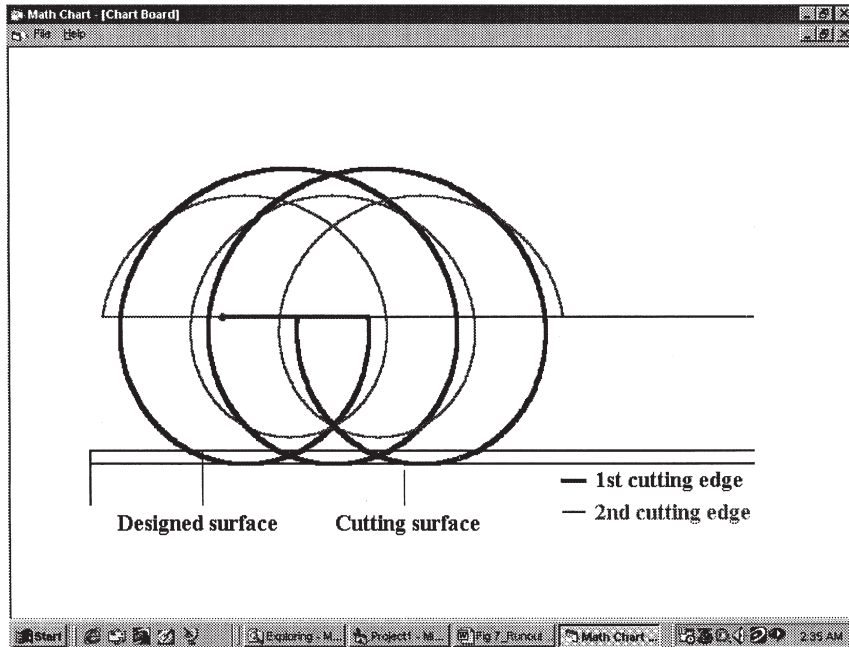 Math Chart - [Chart Board]
File Help
1st cutting edge
2nd cutting edge
Designed surface Cutting surface
Start Exploring - M... Project1 - Mi... Fig 7_Runout ... Math Chart ... 2:35 AM